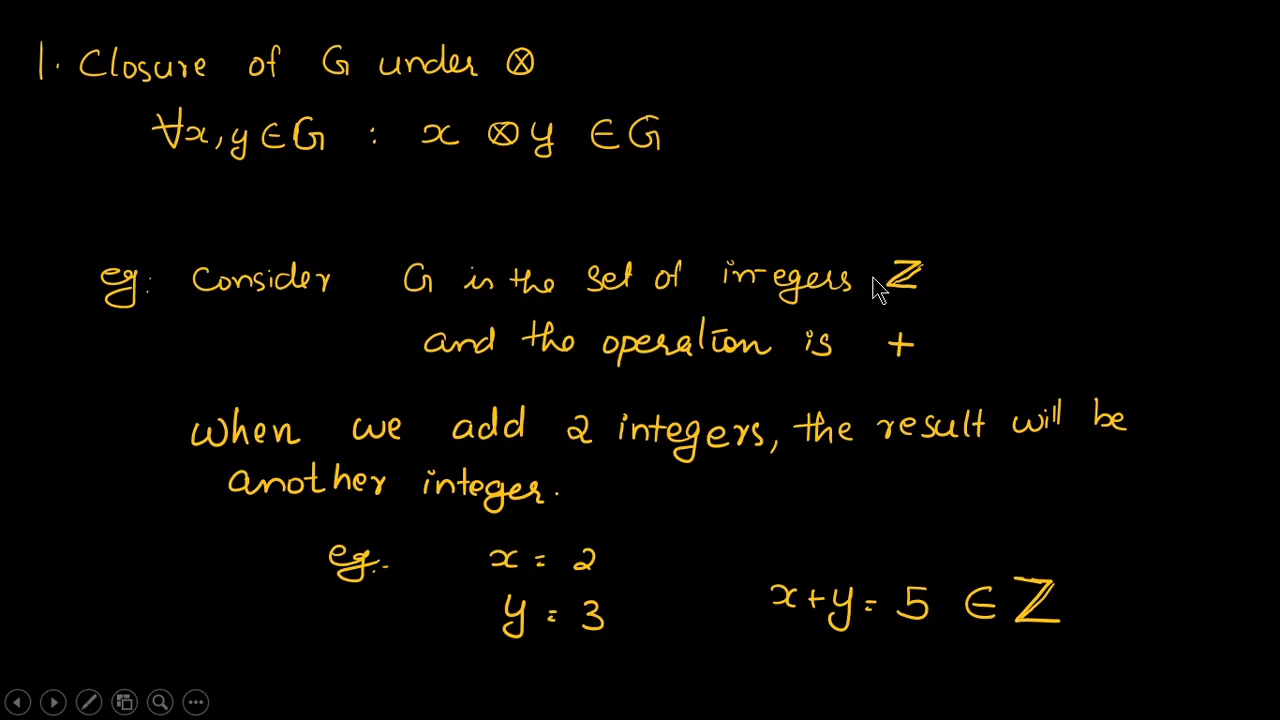 1. Closure of G under ⊗
∀x, y ∈ G : x ⊗ y ∈ G
eg: Consider G is the set of integers ℤ
and the operation is +
when we add 2 integers, the result will be
another integer.
eg:- x = 2
y = 3
x+y = 5 ∈ ℤ